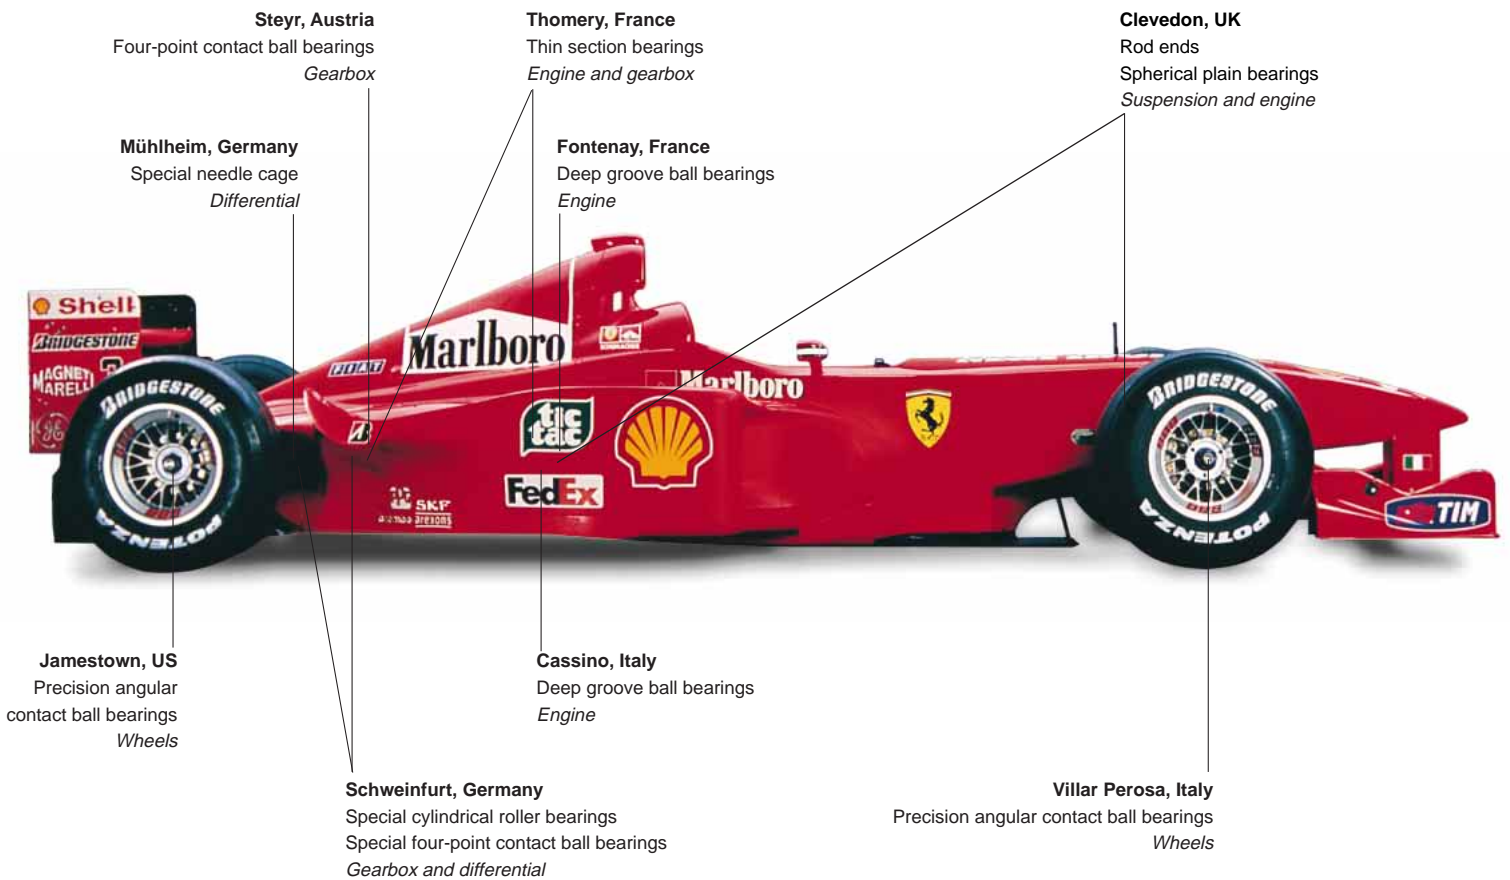 Steyr, Austria
Four-point contact ball bearings
Gearbox
Thomery, France
Thin section bearings
Engine and gearbox
Clevedon, UK
Rod ends
Spherical plain bearings
Suspension and engine
Mühlheim, Germany
Special needle cage
Differential
Fontenay, France
Deep groove ball bearings
Engine
Shell
BRIDGESTONE
MAGNETI
MARELLI
FIAT
Marlboro
Marlboro
BRIDGESTONE
POTENZA
tic
tac
FedEx
SKF
arexons
BRIDGESTONE
POTENZA
TIM
Jamestown, US
Precision angular
contact ball bearings
Wheels
Cassino, Italy
Deep groove ball bearings
Engine
Schweinfurt, Germany
Special cylindrical roller bearings
Special four-point contact ball bearings
Gearbox and differential
Villar Perosa, Italy
Precision angular contact ball bearings
Wheels